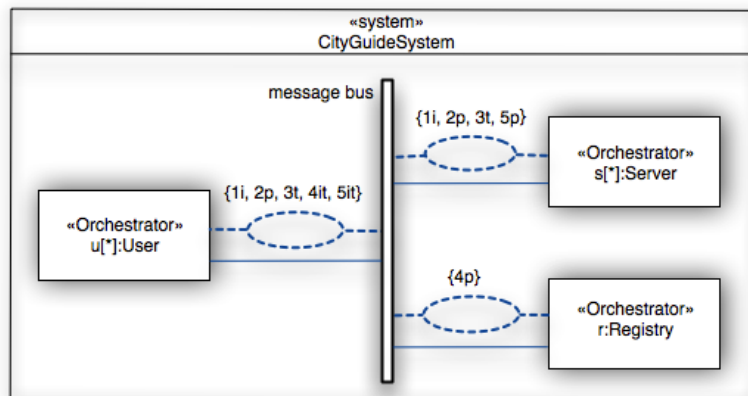 «system»
CityGuideSystem
message bus
{1i, 2p, 3t, 5p}
«Orchestrator»
s[*]:Server
{1i, 2p, 3t, 4it, 5it}
«Orchestrator»
u[*]:User
{4p}
«Orchestrator»
r:Registry